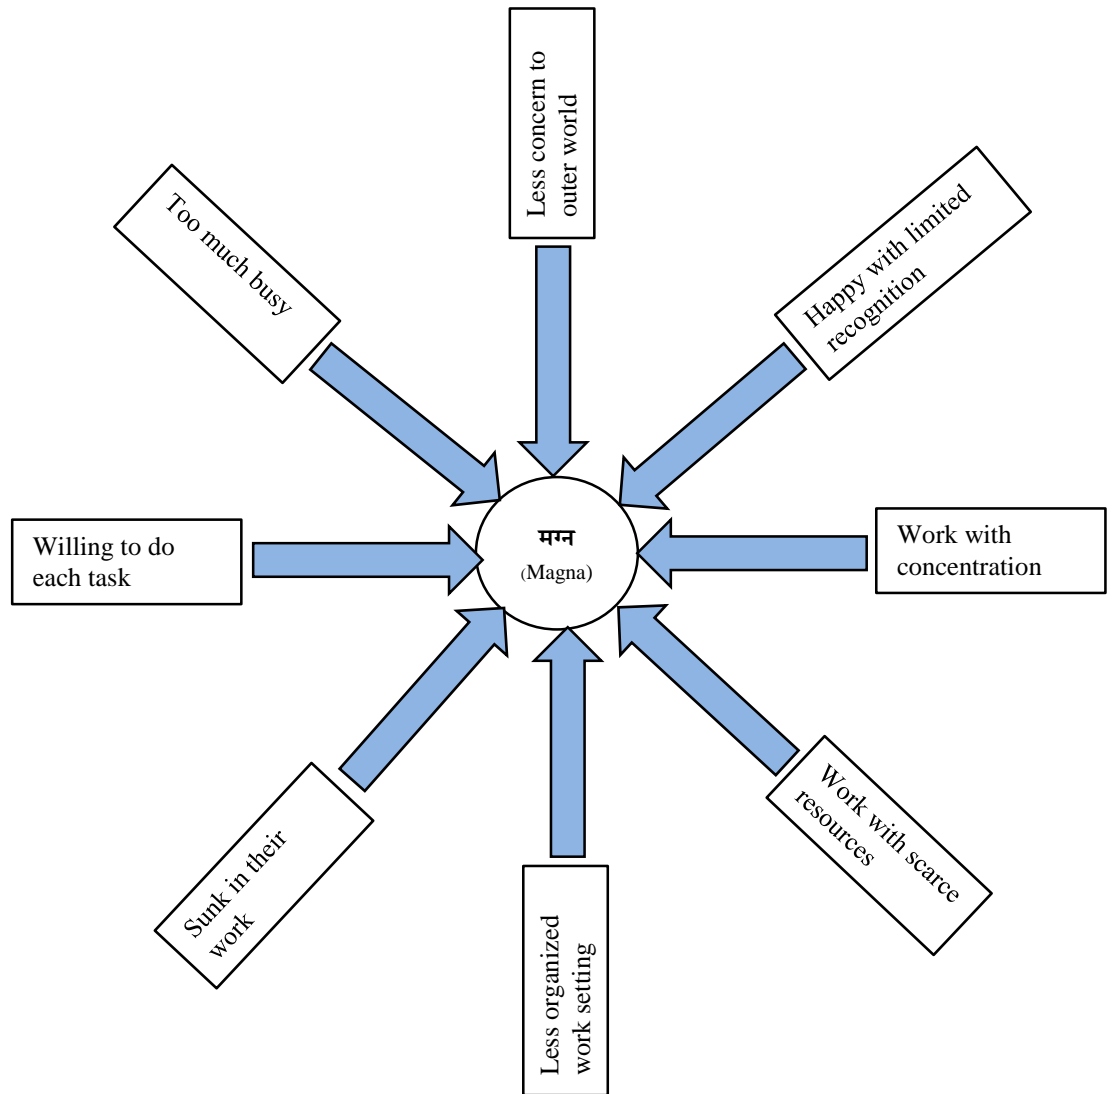 Less concern to
outer world
Too much busy
Happy with limited
recognition
Willing to do
each task
मग्न
(Magna)
Work with
concentration
Sunk in their
work
Less organized
work setting
Work with scarce
resources